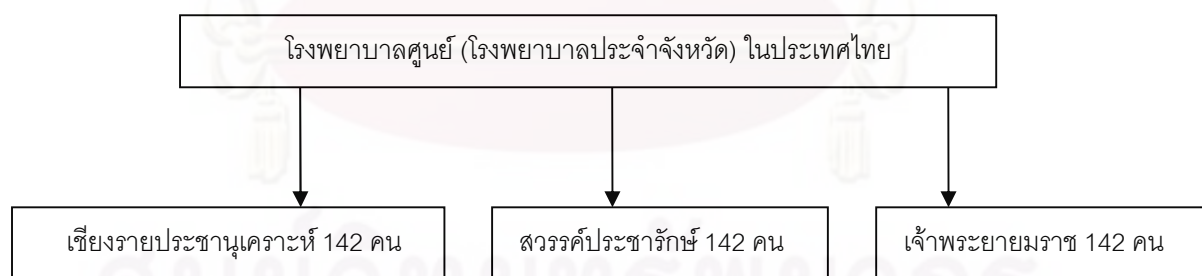 โรงพยาบาลศูนย์ (โรงพยาบาลประจำจังหวัด) ในประเทศไทย
เชียงรายประชานุเคราะห์ 142 คน
สวรรค์ประชารักษ์ 142 คน
เจ้าพระยายมราช 142 คน